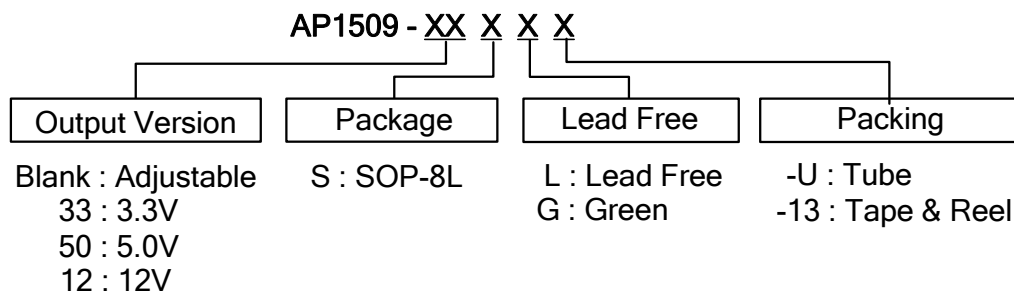 AP1509 - XX X X X
Output Version
Package
Lead Free
Packing
Blank : Adjustable
33 : 3.3V
50 : 5.0V
12 : 12V
S : SOP-8L
L : Lead Free
G : Green
-U : Tube
-13 : Tape & Reel